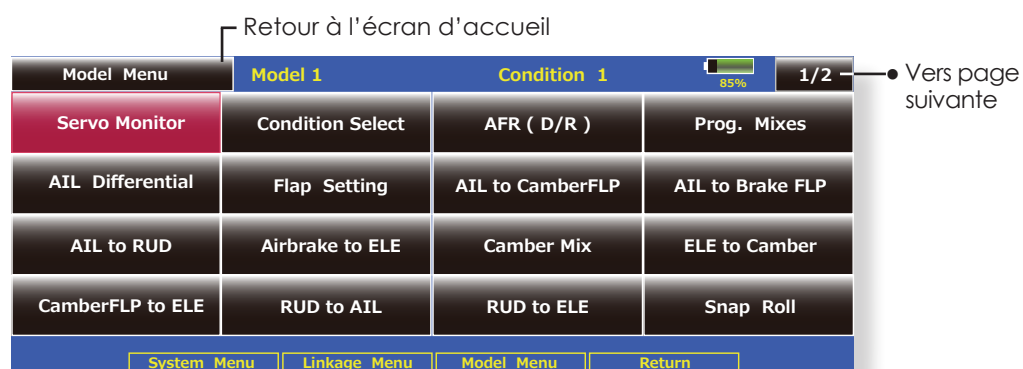 Retour à l'écran d'accueil
Model Menu
Model 1
Condition 1
85%
1/2
Vers page
suivante
Servo Monitor
Condition Select
AFR ( D/R )
Prog. Mixes
AIL Differential
Flap Setting
AIL to CamberFLP
AIL to Brake FLP
AIL to RUD
Airbrake to ELE
Camber Mix
ELE to Camber
CamberFLP to ELE
RUD to AIL
RUD to ELE
Snap Roll
System Menu
Linkage Menu
Model Menu
Return